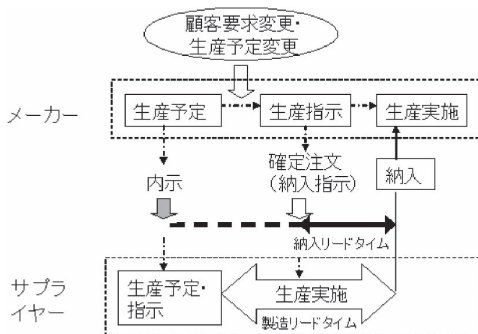 顧客要求変更・
生産予定変更
メーカー
生産予定
生産指示
生産実施
内示
確定注文
(納入指示)
納入
納入リードタイム
サプラ
イヤー
生産予定・
指示
生産実施
製造リードタイム